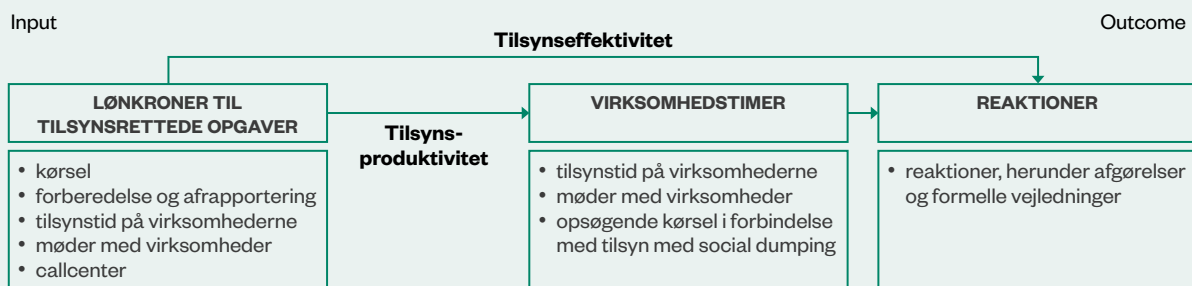 Input
Outcome
Tilsynseffektivitet
LØNKRONER TIL
TILSYNSRETTEDE OPGAVER
Tilsyns-
produktivitet
VIRKSOMHEDSTIMER
REAKTIONER
• kørsel
• forberedelse og afrapportering
• tilsynstid på virksomhederne
• møder med virksomheder
• callcenter
• tilsynstid på virksomhederne
• møder med virksomheder
• opsøgende kørsel i forbindelse
med tilsyn med social dumping
• reaktioner, herunder afgørelser
og formelle vejledninger